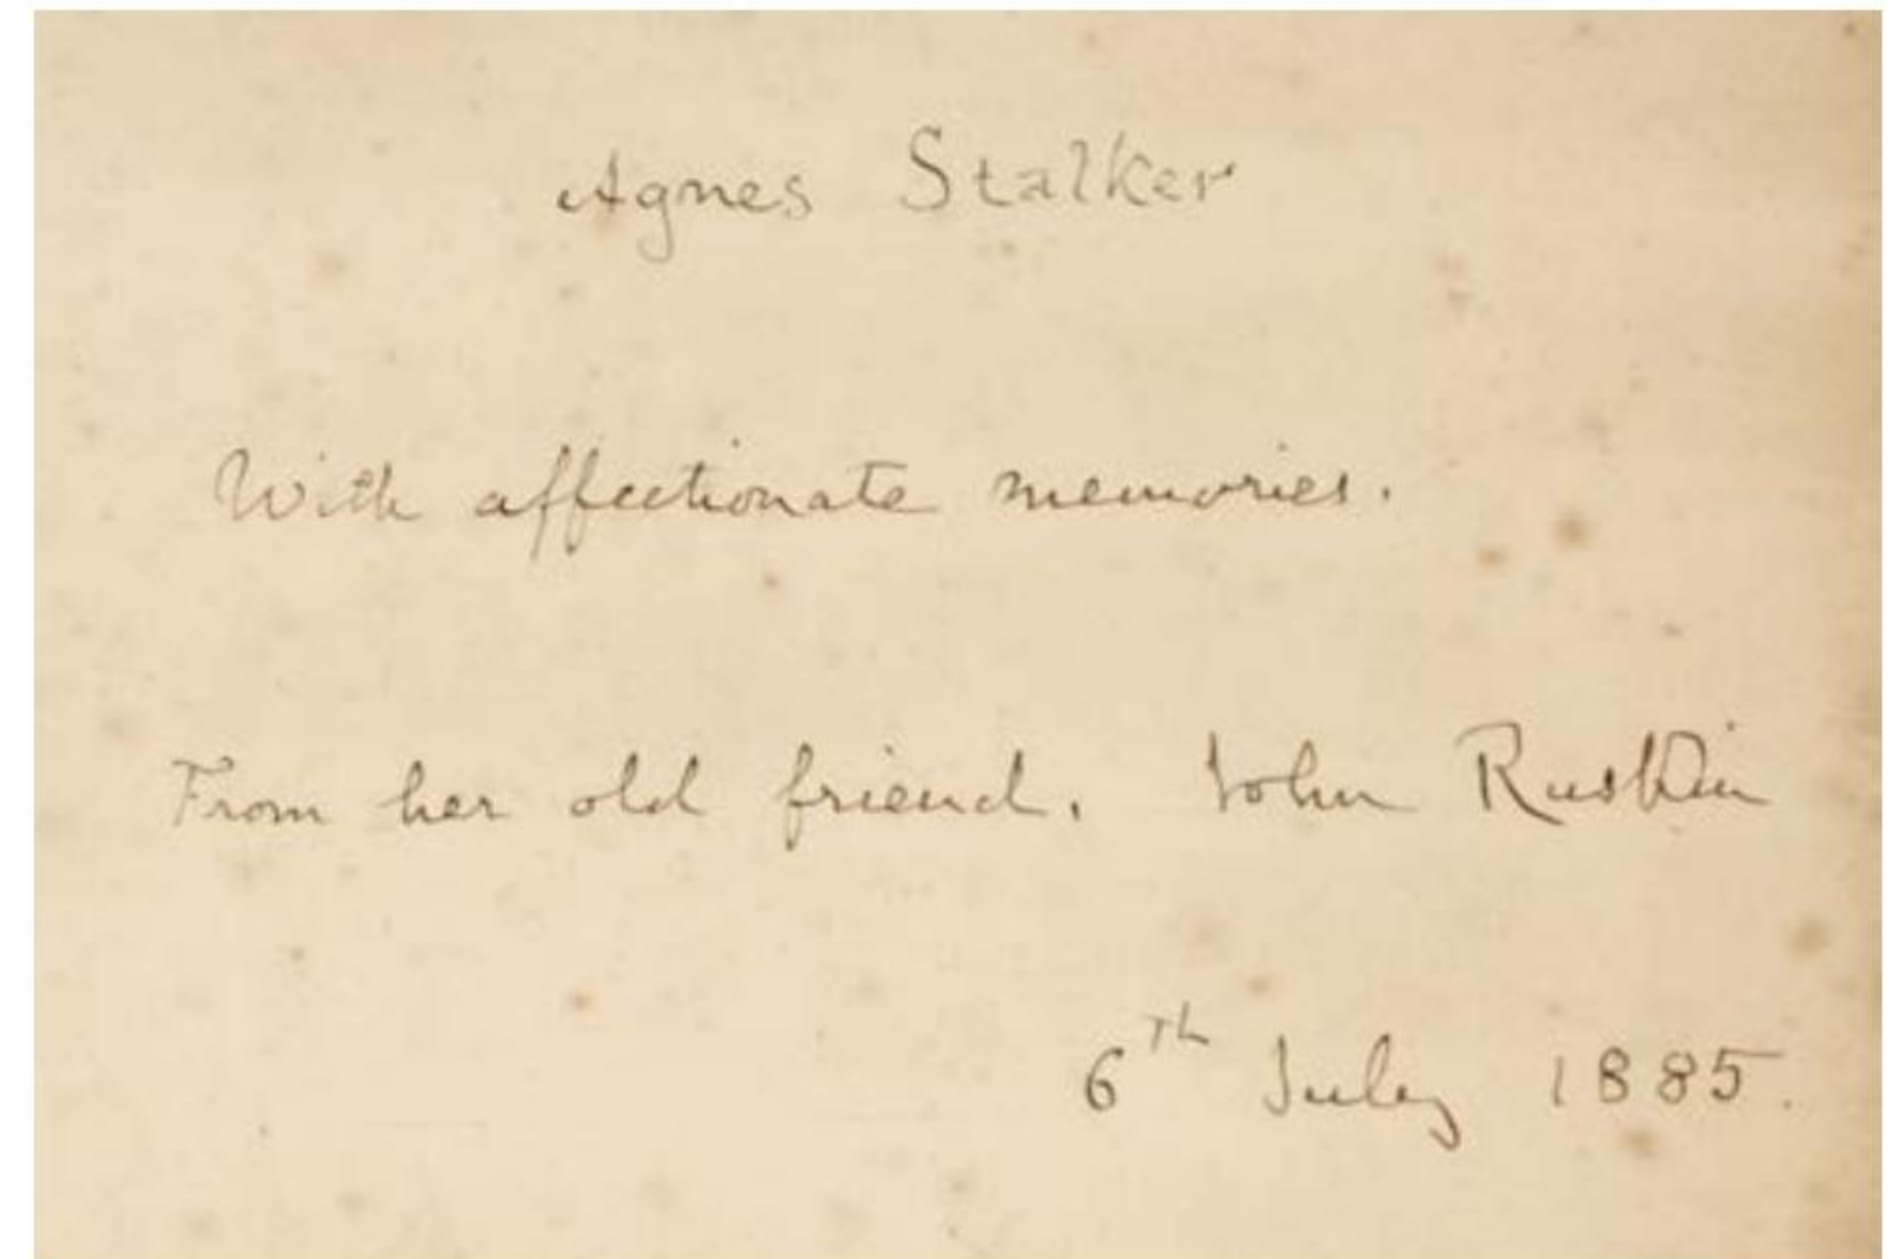 Agnes Stalker
With affectionate memories.
From her old friend. John Ruskin
6th July 1885.